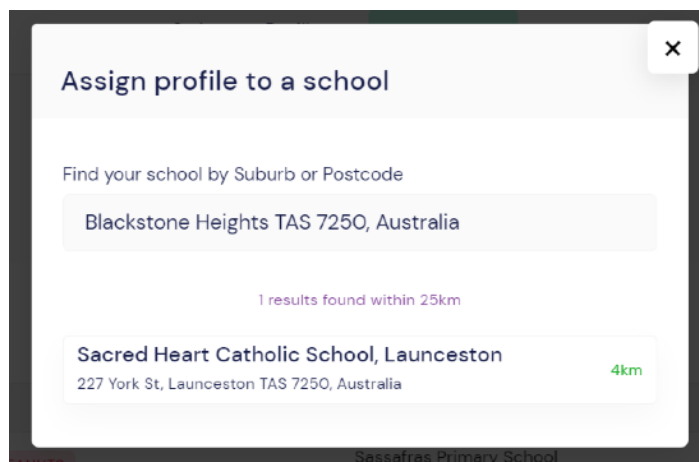 Assign profile to a school
Find your school by Suburb or Postcode
Blackstone Heights TAS 7250, Australia
1 results found within 25km
Sacred Heart Catholic School, Launceston
4km
227 York St, Launceston TAS 7250, Australia
Sassafras Primary School